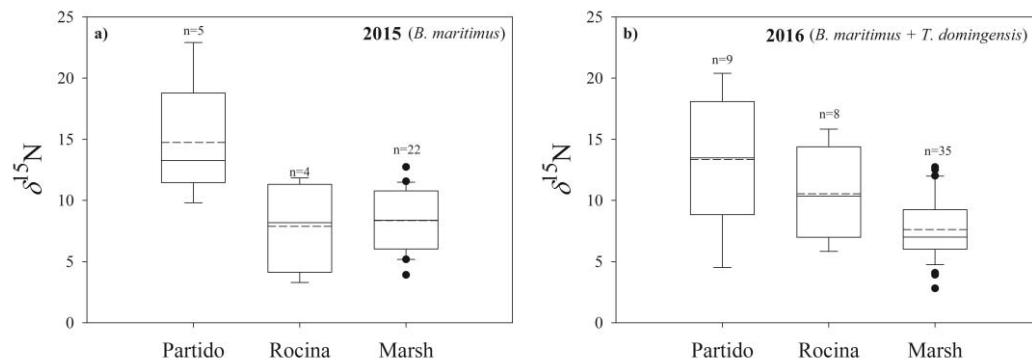 a) 2015 (B. maritimus)
δ15N
25
20
15
10
5
0
n=5
n=4
n=22
Partido Rocina Marsh
b) 2016 (B. maritimus + T. domingensis)
δ15N
25
20
15
10
5
0
n=9
n=8
n=35
Partido Rocina Marsh